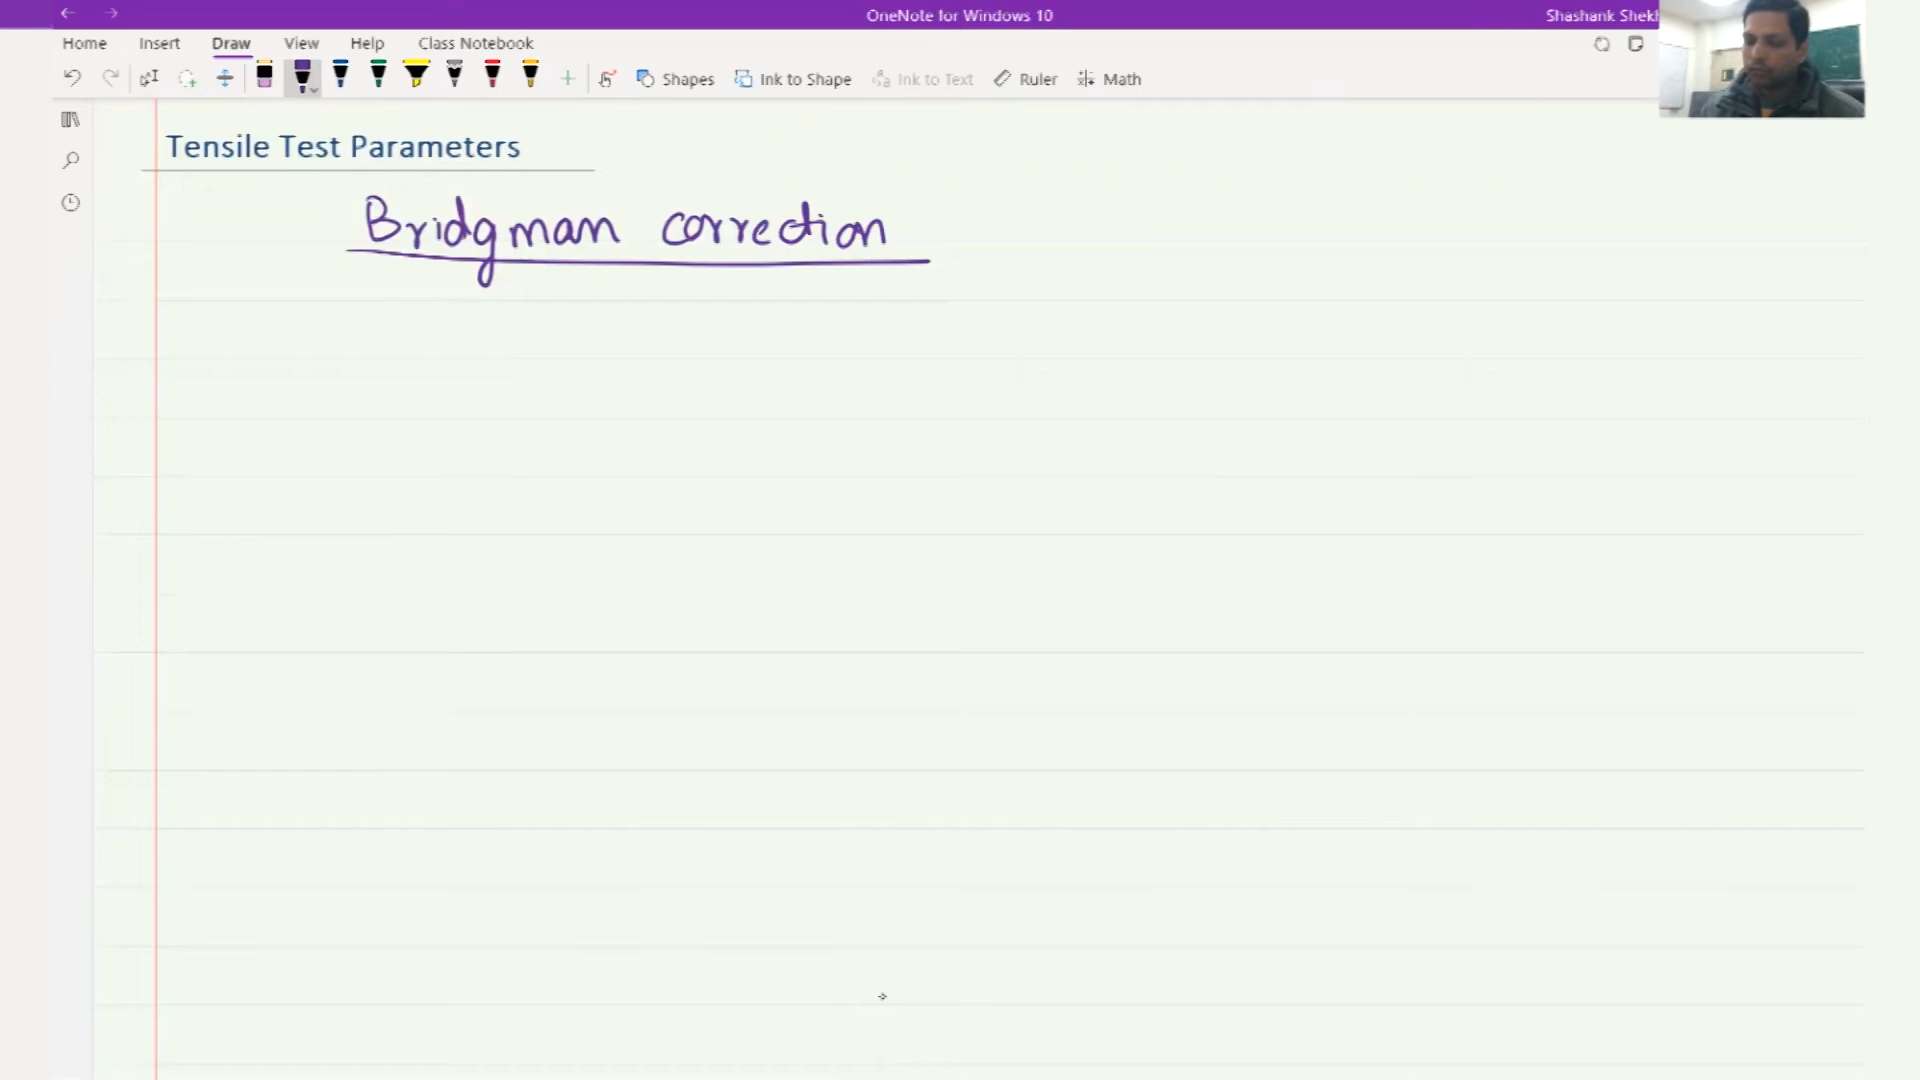 OneNote for Windows 10
Shashank Shekh
Home Insert Draw View Help Class Notebook
Shapes Ink to Shape Ink to Text Ruler Math
Tensile Test Parameters
Bridgman correction